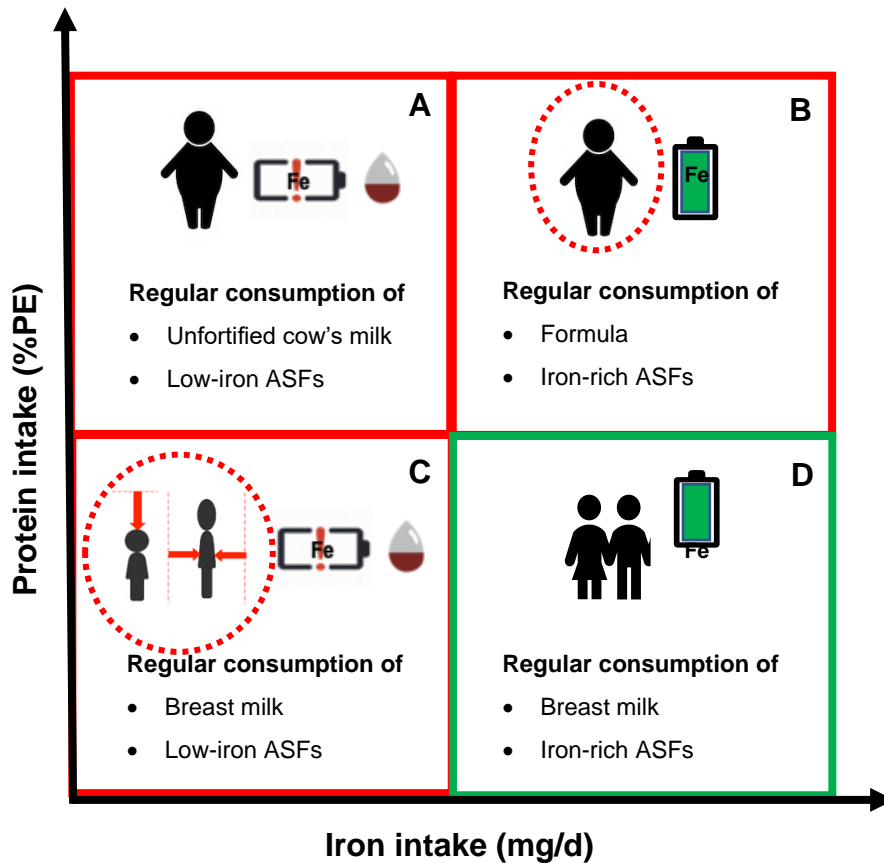 Protein intake (%PE)
A
Fe
Regular consumption of
• Unfortified cow's milk
• Low-iron ASFs
B
Fe
Regular consumption of
• Formula
• Iron-rich ASFs
C
Fe
Regular consumption of
• Breast milk
• Low-iron ASFs
D
Fe
Regular consumption of
• Breast milk
• Iron-rich ASFs
Iron intake (mg/d)